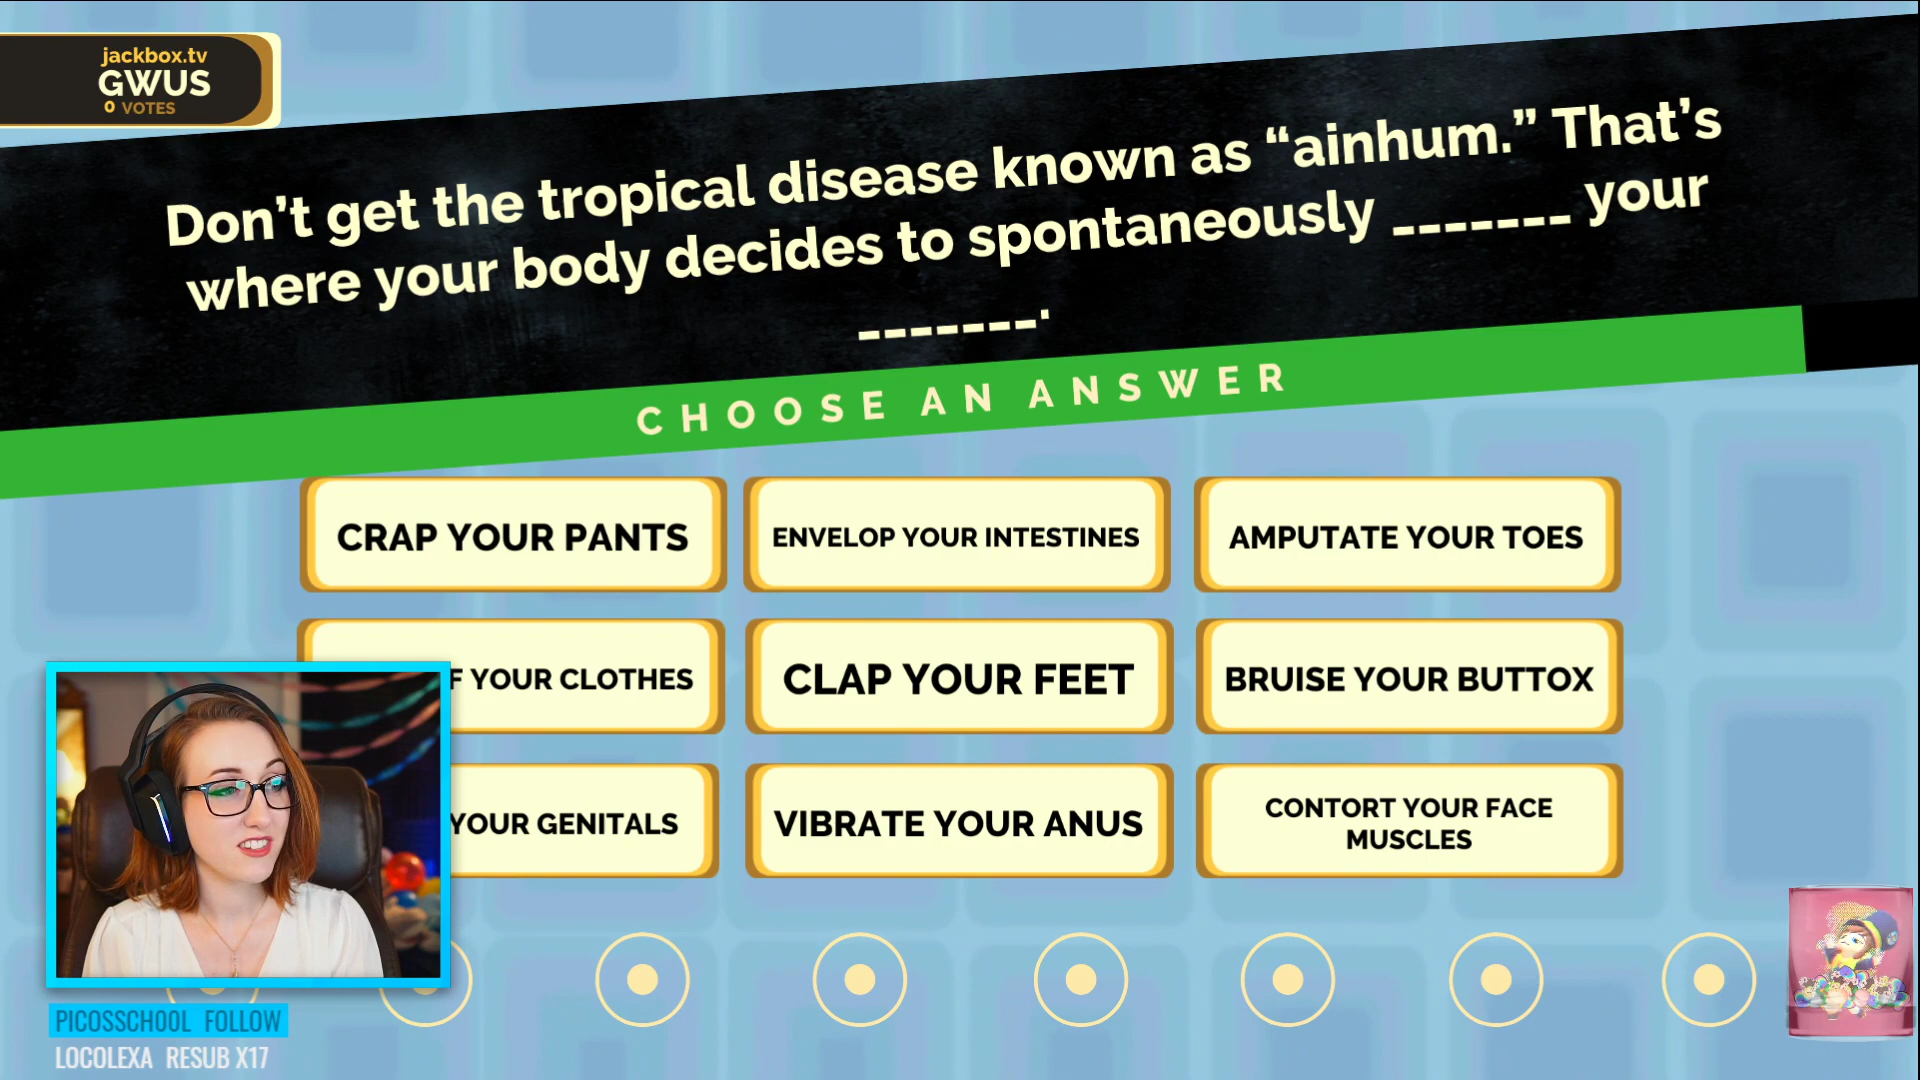 jackbox.tv
GWUS
0 VOTES
Don't get the tropical disease known as “ainhum.” That's
where your body decides to spontaneously _______ your
_______.
CHOOSE AN ANSWER
CRAP YOUR PANTS
ENVELOP YOUR INTESTINES
AMPUTATE YOUR TOES
YOUR CLOTHES
CLAP YOUR FEET
BRUISE YOUR BUTTOX
YOUR GENITALS
VIBRATE YOUR ANUS
CONTORT YOUR FACE
MUSCLES
PICOSSCHOOL FOLLOW
LOCOLEXA RESUB X17